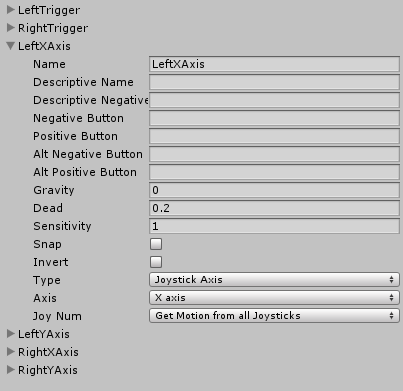 LeftTrigger
RightTrigger
LeftXAxis
Name LeftXAxis
Descriptive Name
Descriptive Negative
Negative Button
Positive Button
Alt Negative Button
Alt Positive Button
Gravity 0
Dead 0.2
Sensitivity 1
Snap
Invert
Type Joystick Axis
Axis X axis
Joy Num Get Motion from all Joysticks
LeftYAxis
RightXAxis
RightYAxis